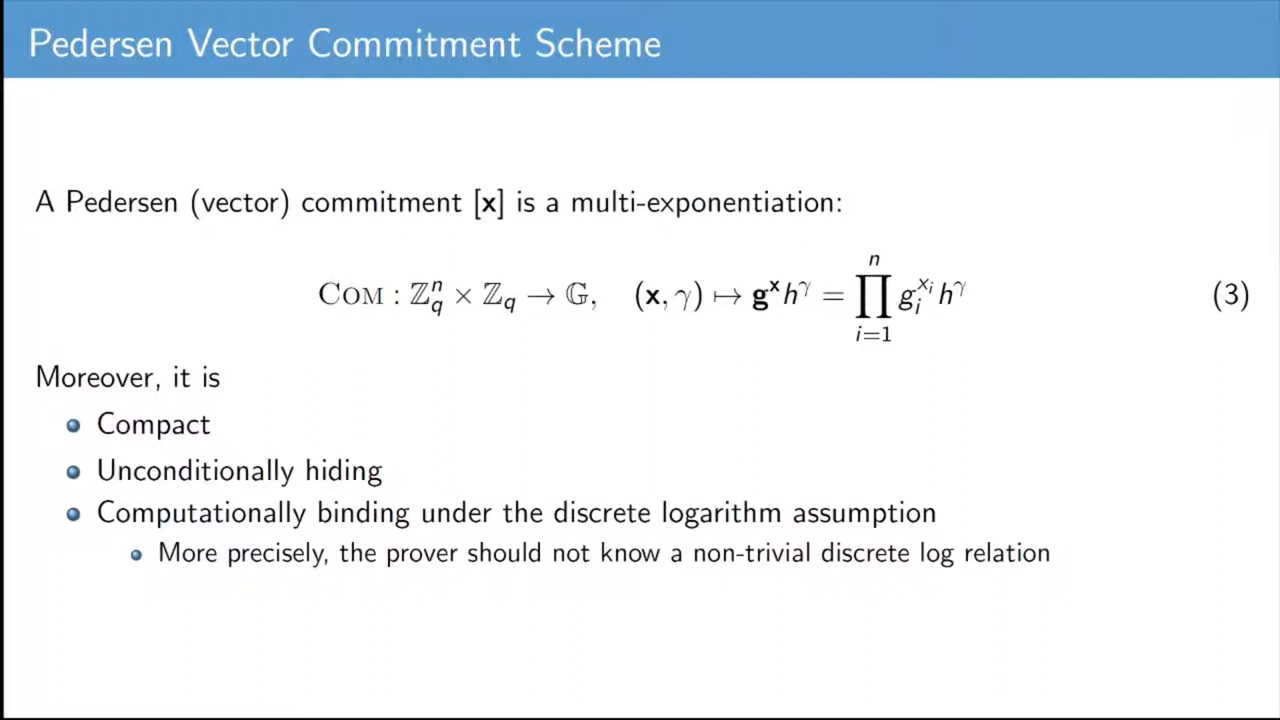 Pedersen Vector Commitment Scheme
A Pedersen (vector) commitment [x] is a multi-exponentiation:
Com : ℤ_q^n × ℤ_q → 𝔾, (x, γ) ↦ g^x h^γ = ∏_{i=1}^{n} g_i^{x_i} h^γ (3)
Moreover, it is
Compact
Unconditionally hiding
Computationally binding under the discrete logarithm assumption
More precisely, the prover should not know a non-trivial discrete log relation